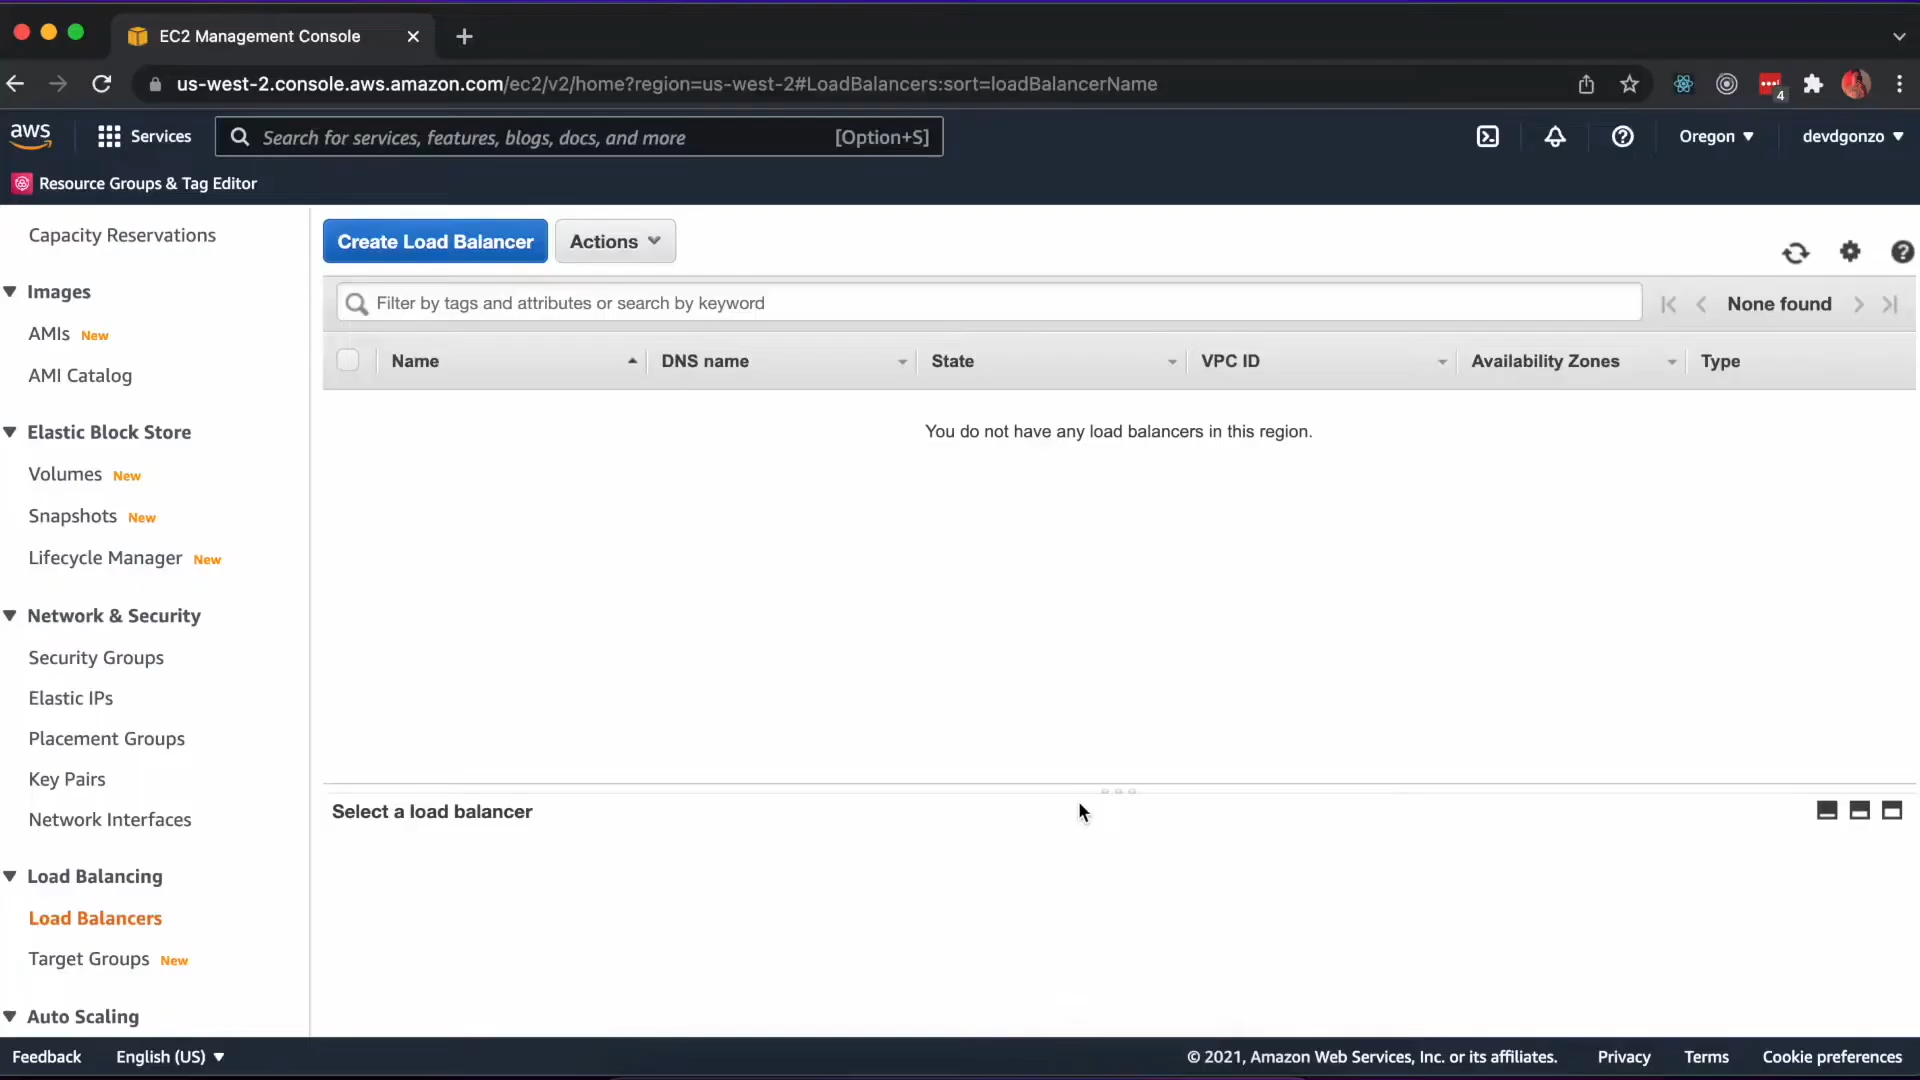 EC2 Management Console
us-west-2.console.aws.amazon.com/ec2/v2/home?region=us-west-2#LoadBalancers:sort=loadBalancerName
4
aws
Services
Search for services, features, blogs, docs, and more
[Option+S]
Oregon
devdgonzo
Resource Groups & Tag Editor
Capacity Reservations
Images
AMIs New
AMI Catalog
Elastic Block Store
Volumes New
Snapshots New
Lifecycle Manager New
Network & Security
Security Groups
Elastic IPs
Placement Groups
Key Pairs
Network Interfaces
Load Balancing
Load Balancers
Target Groups New
Auto Scaling
Create Load Balancer
Actions
Filter by tags and attributes or search by keyword
None found
Name
DNS name
State
VPC ID
Availability Zones
Type
You do not have any load balancers in this region.
Select a load balancer
Feedback
English (US)
© 2021, Amazon Web Services, Inc. or its affiliates.
Privacy
Terms
Cookie preferences